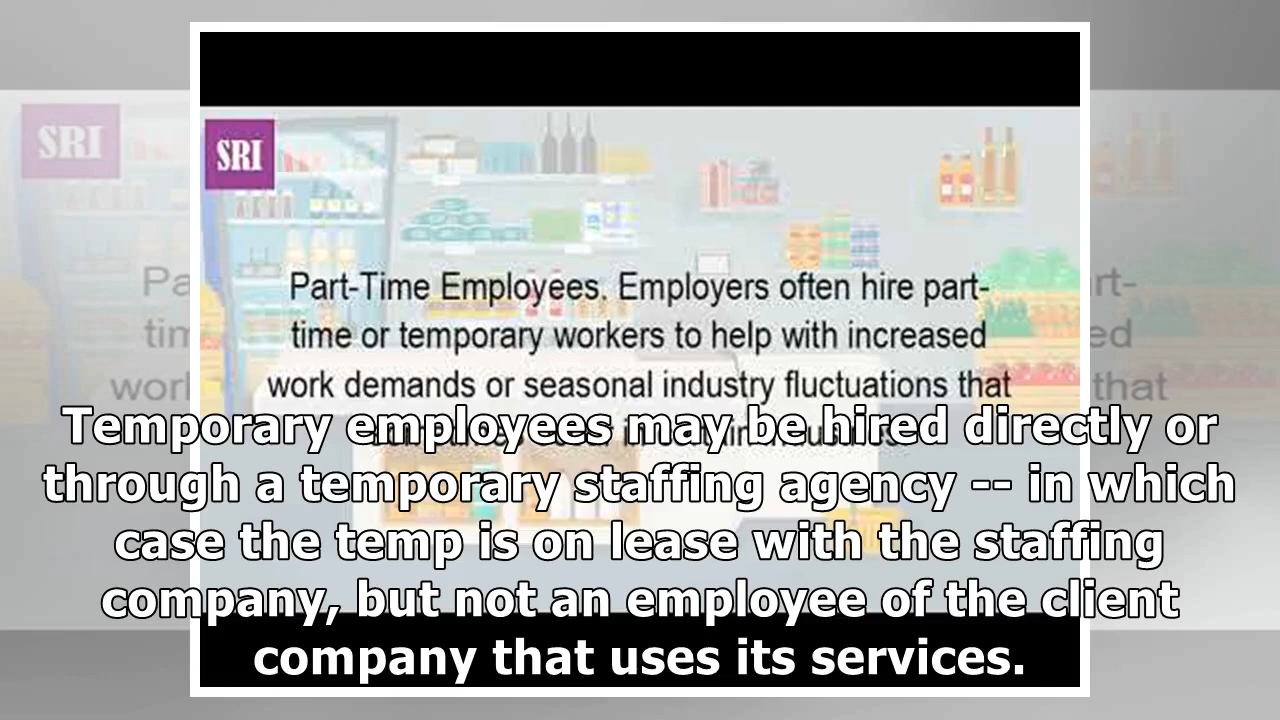 SRI
SRI
Part-Time Employees. Employers often hire part-
time or temporary workers to help with increased
work demands or seasonal industry fluctuations that
Temporary employees may be hired directly or
through a temporary staffing agency -- in which
case the temp is on lease with the staffing
company, but not an employee of the client
company that uses its services.